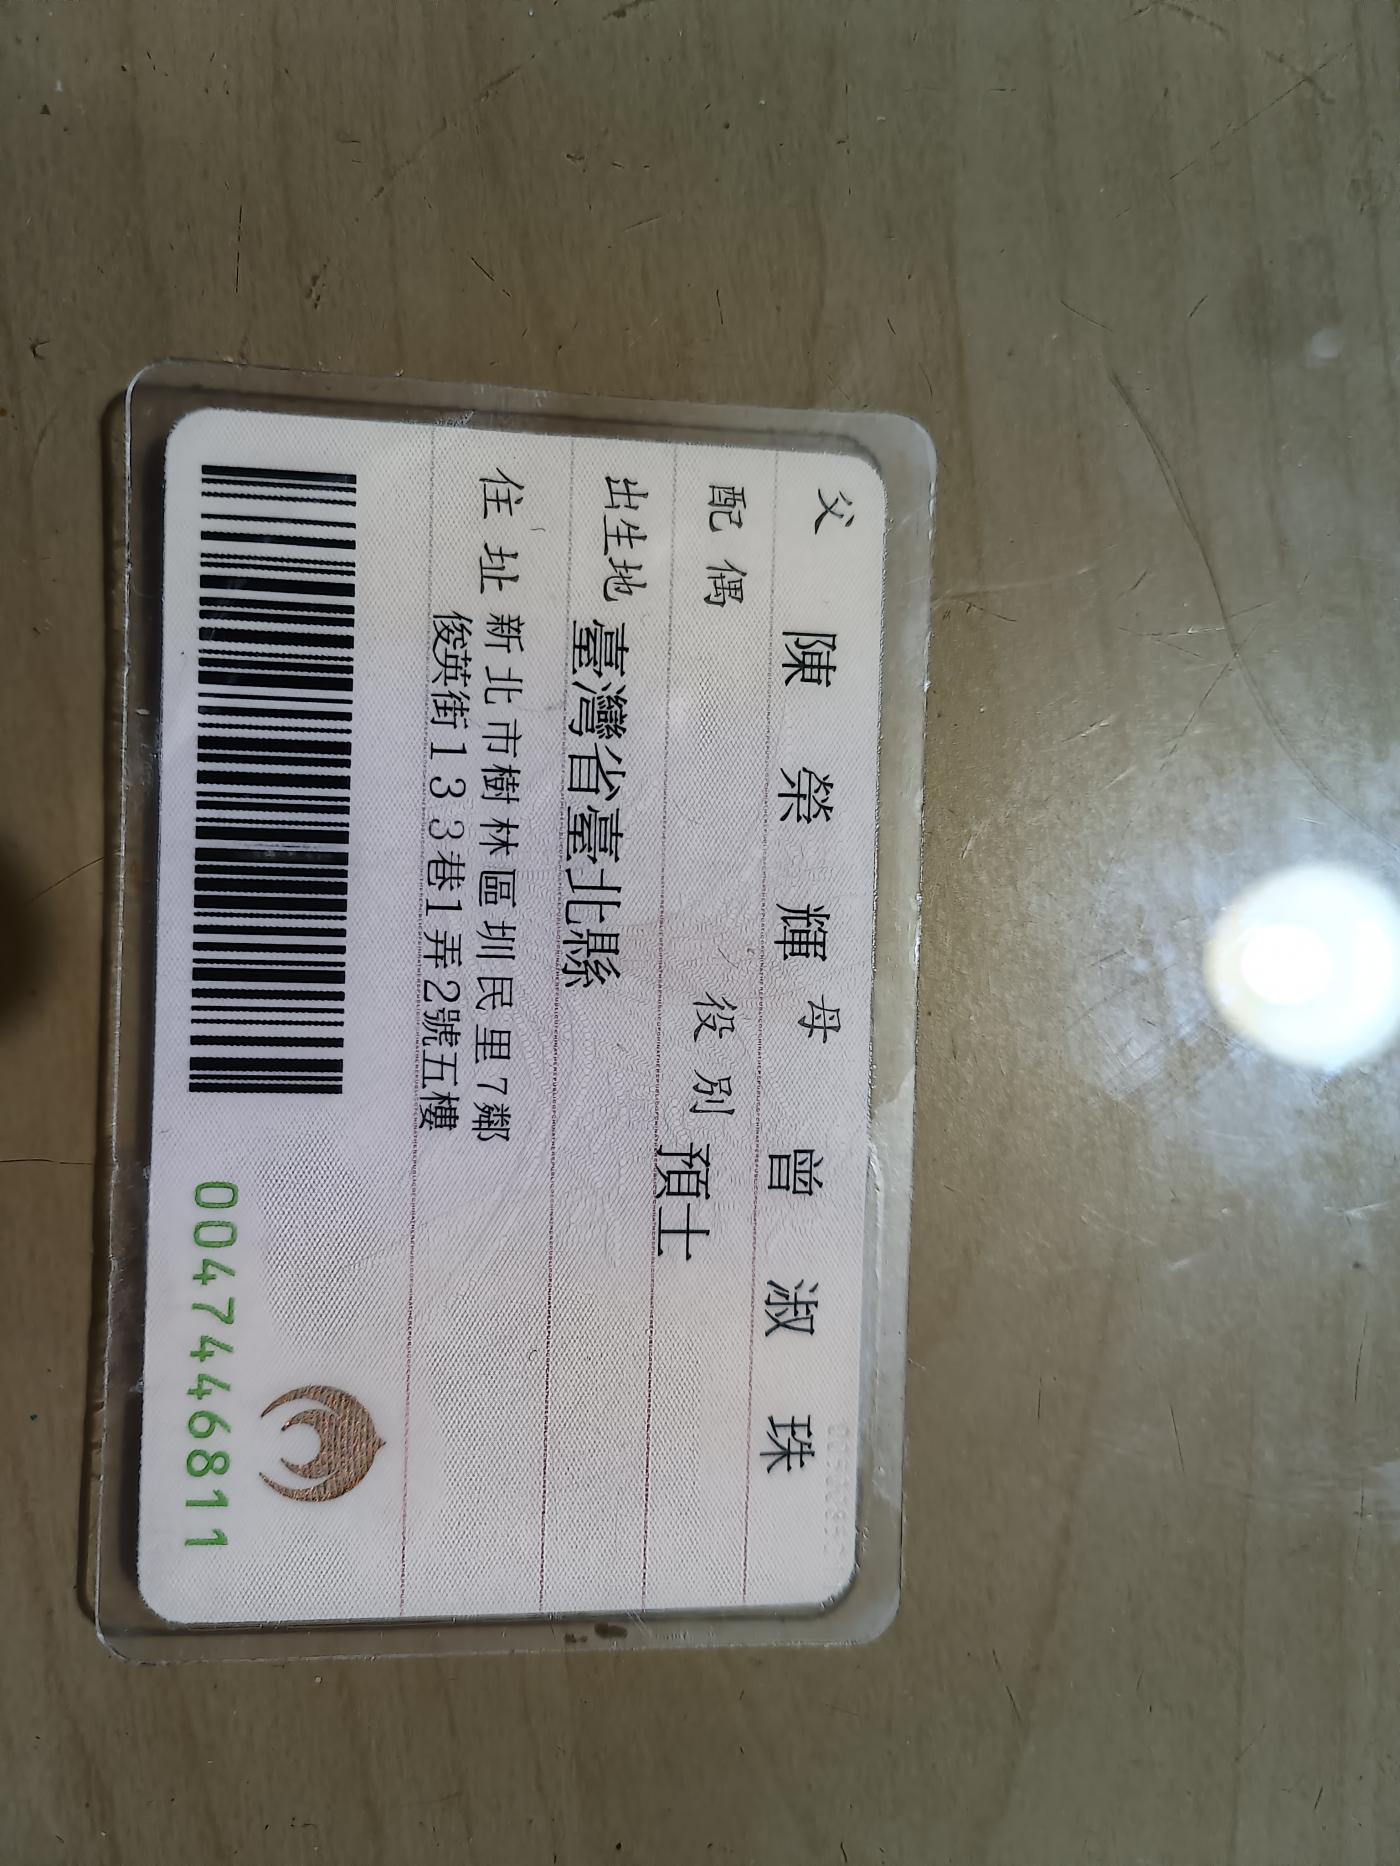 父 陳榮輝 母 曾淑珠
配偶 役別 預士
出生地 臺灣省臺北縣
住址 新北市樹林區圳民里7鄰
俊英街133巷1弄2號五樓
0047446811